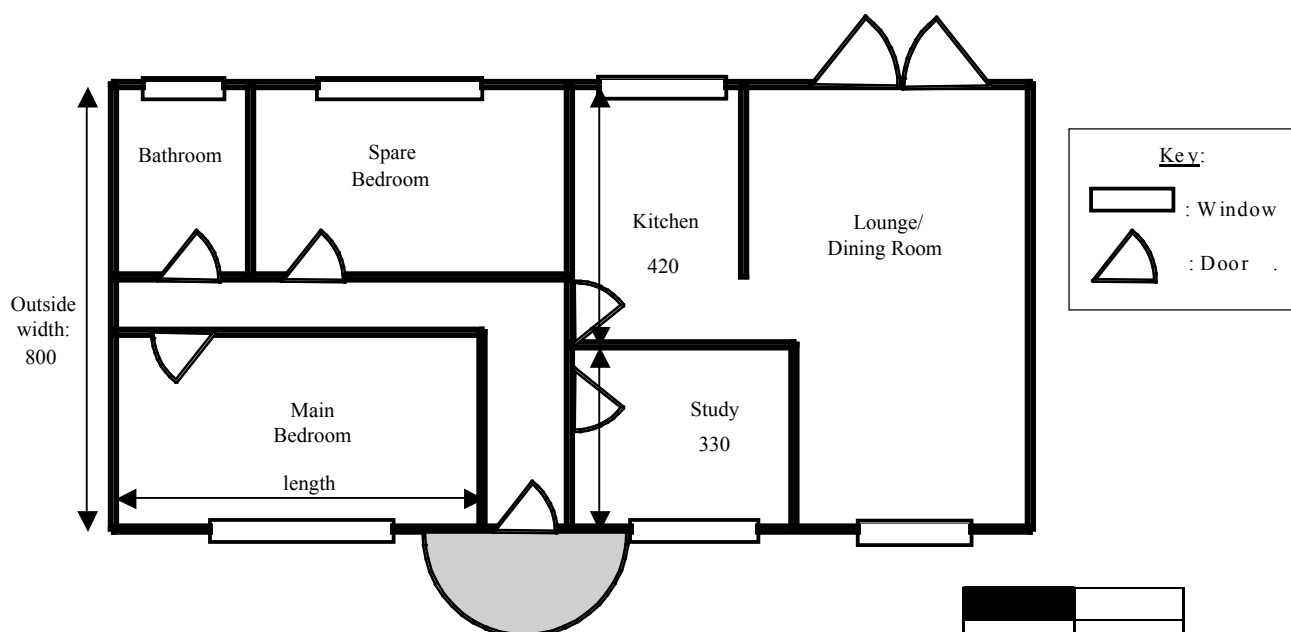 Bathroom
Spare
Bedroom
Kitchen
420
Lounge/
Dining Room
Key:
: Window
: Door .
Outside
width:
800
Main
Bedroom
length
Study
330